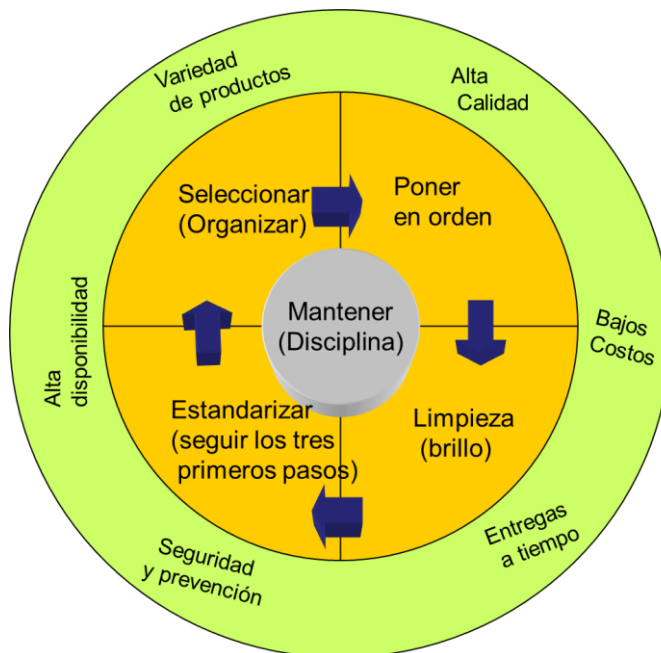 Variedad
de productos
Alta
Calidad
Seleccionar
(Organizar)
Poner
en orden
Mantener
(Disciplina)
Alta
disponibilidad
Bajos
Costos
Estandarizar
(seguir los tres
primeros pasos)
Limpieza
(brillo)
Seguridad
y prevención
Entregas
a tiempo